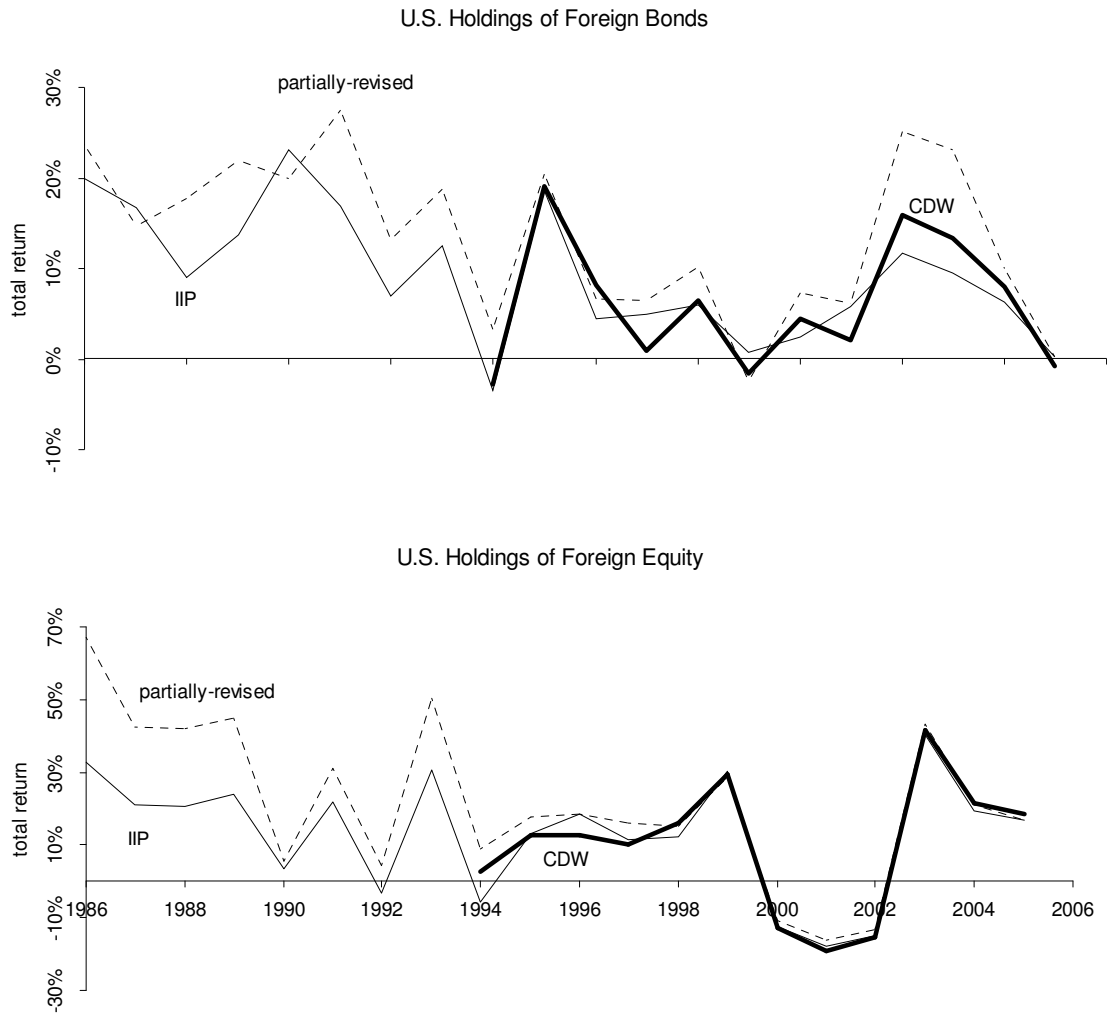 U.S. Holdings of Foreign Bonds
partially-revised
30%
20%
CDW
total return
10%
IIP
0%
-10%
U.S. Holdings of Foreign Equity
70%
partially-revised
50%
total return
30%
IIP
10%
CDW
1986 1988 1990 1992 1994 1996 1998 2000 2002 2004 2006
-10%
-30%